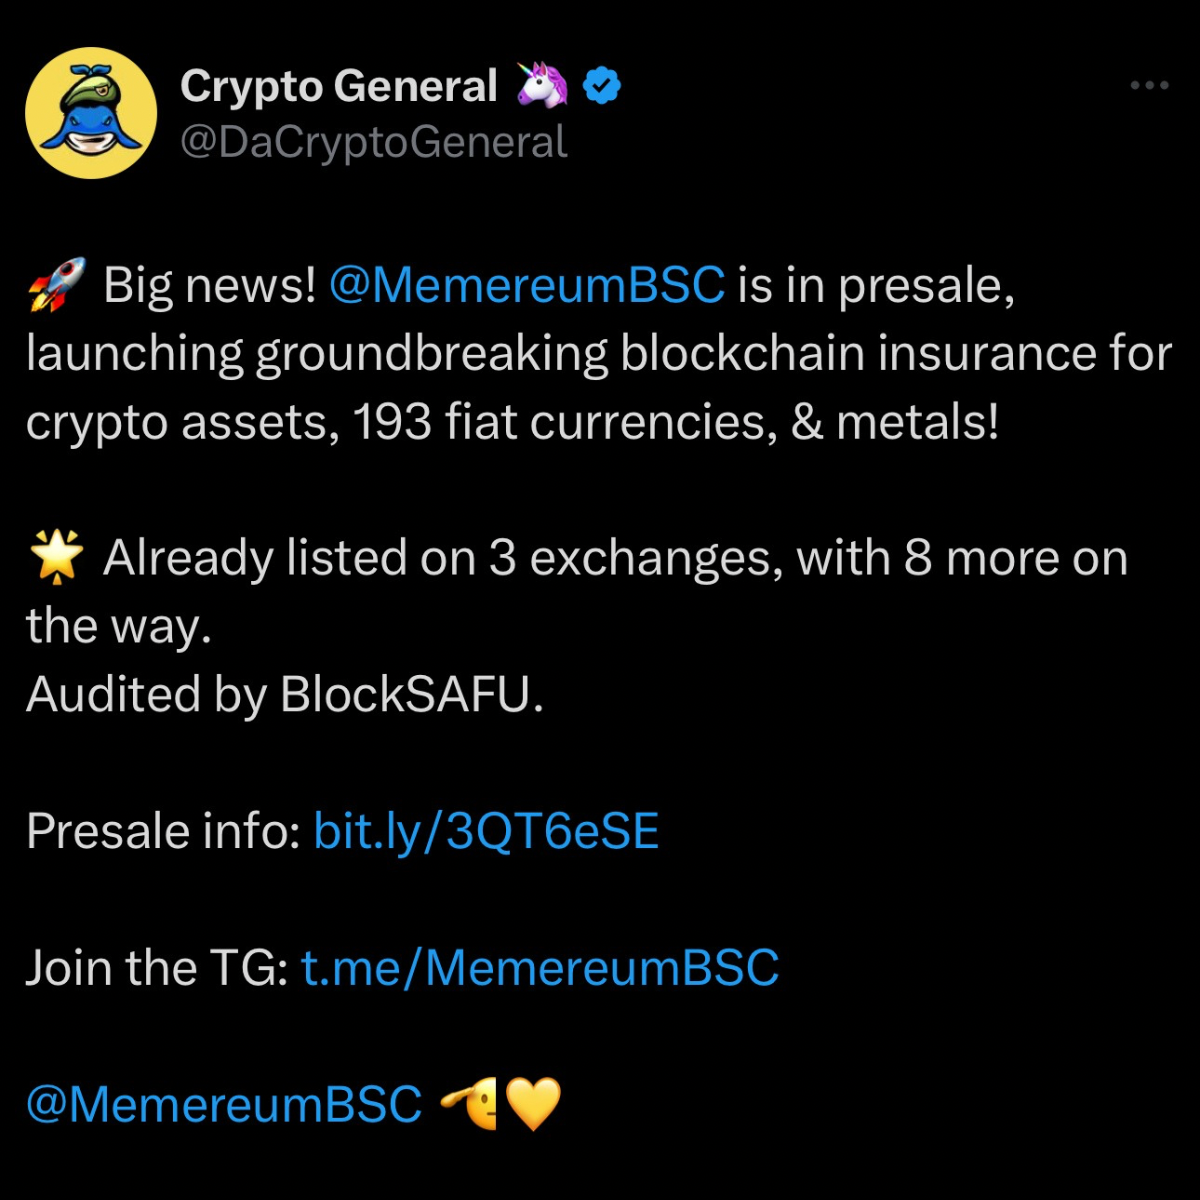 Crypto General 🦄
@DaCryptoGeneral
🚀 Big news! @MemereumBSC is in presale,
launching groundbreaking blockchain insurance for
crypto assets, 193 fiat currencies, & metals!
🌟 Already listed on 3 exchanges, with 8 more on
the way.
Audited by BlockSAFU.
Presale info: bit.ly/3QT6eSE
Join the TG: t.me/MemereumBSC
@MemereumBSC 🫡💛